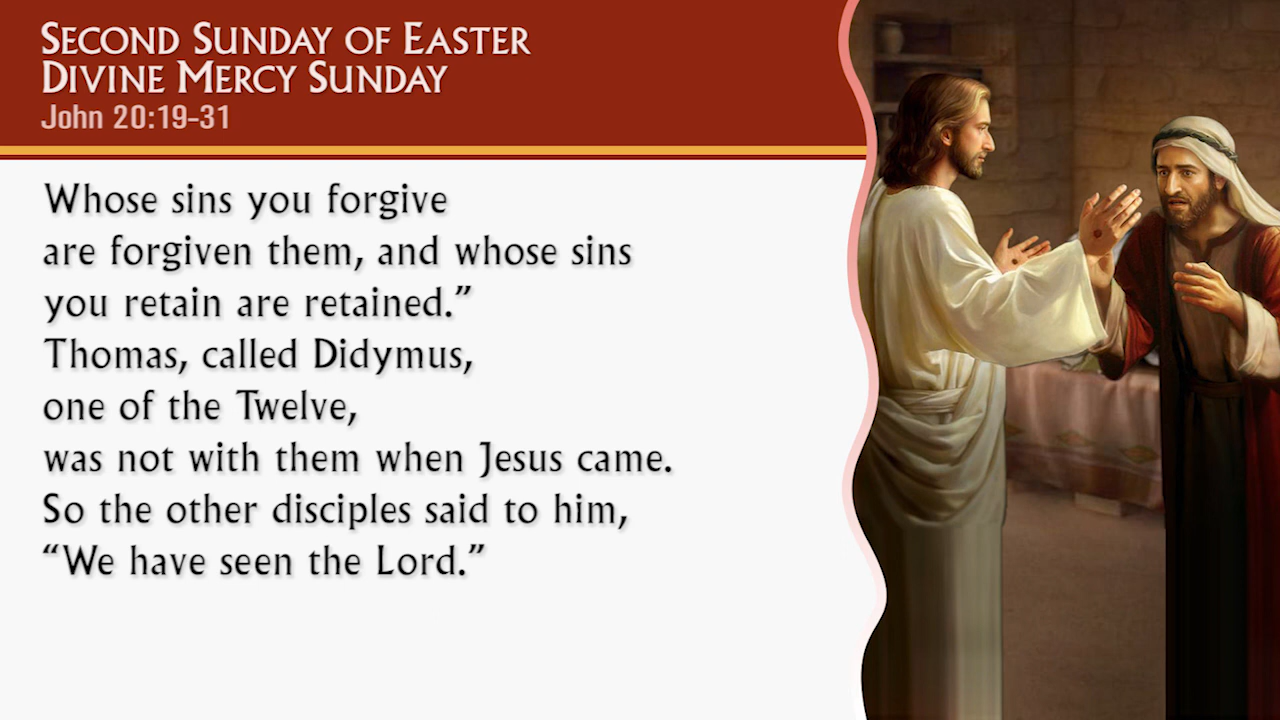 Second Sunday of Easter
Divine Mercy Sunday
John 20:19-31
Whose sins you forgive
are forgiven them, and whose sins
you retain are retained.”
Thomas, called Didymus,
one of the Twelve,
was not with them when Jesus came.
So the other disciples said to him,
“We have seen the Lord.”